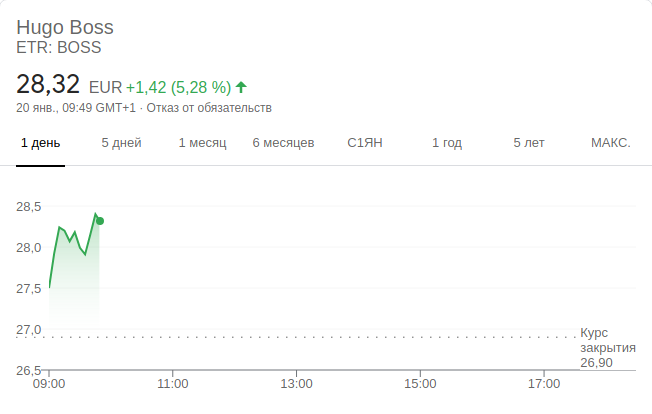 Hugo Boss
ETR: BOSS
28,32 EUR +1,42 (5,28 %)
20 янв., 09:49 GMT+1 · Отказ от обязательств
1 день 5 дней 1 месяц 6 месяцев С1ЯН 1 год 5 лет МАКС.
28,5
28,0
27,5
27,0
Курс
закрытия
26,90
26,5
09:00 11:00 13:00 15:00 17:00